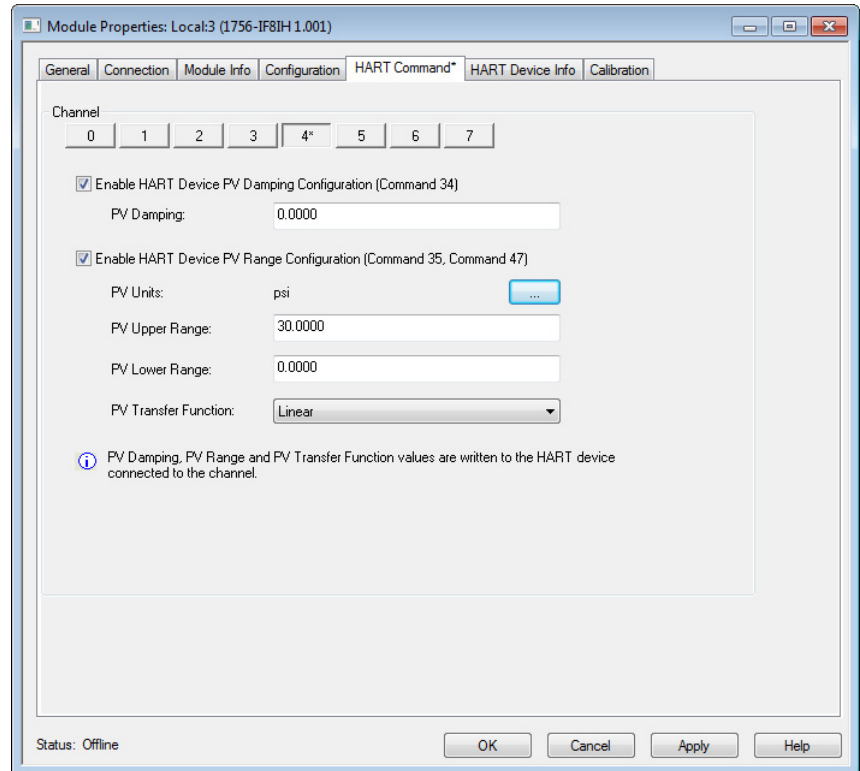 Module Properties: Local:3 (1756-IF8IH 1.001)
General Connection Module Info Configuration HART Command* HART Device Info Calibration
Channel
0 1 2 3 4* 5 6 7
Enable HART Device PV Damping Configuration (Command 34)
PV Damping: 0.0000
Enable HART Device PV Range Configuration (Command 35, Command 47)
PV Units: psi ...
PV Upper Range: 30.0000
PV Lower Range: 0.0000
PV Transfer Function: Linear
PV Damping, PV Range and PV Transfer Function values are written to the HART device
connected to the channel.
Status: Offline OK Cancel Apply Help